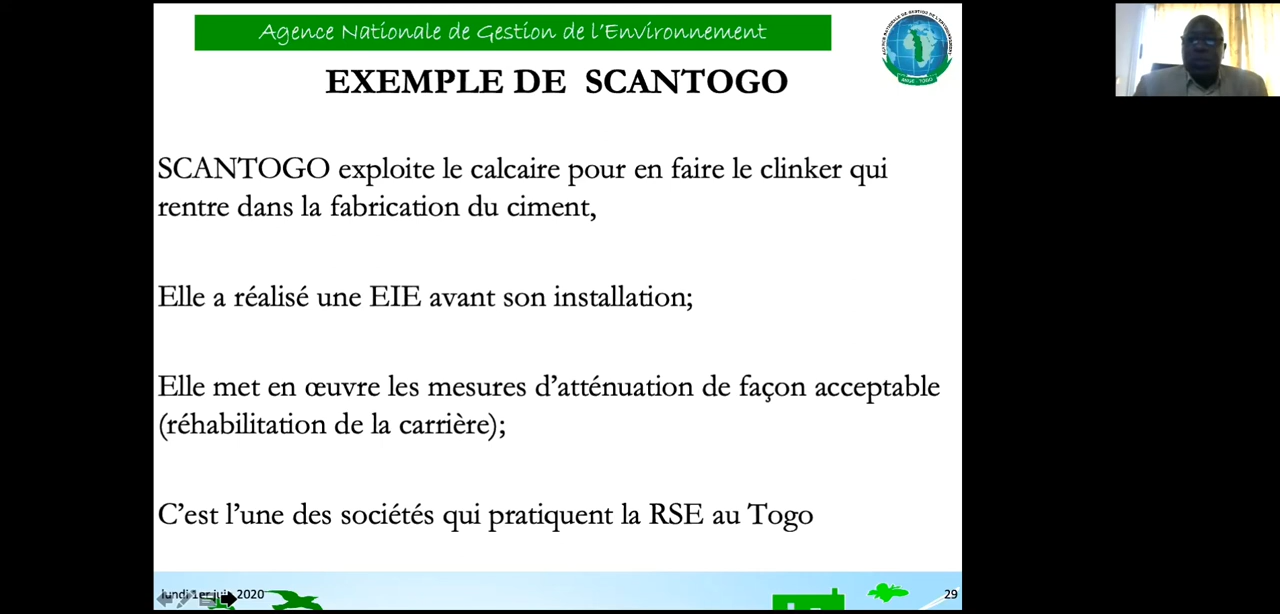 Agence Nationale de Gestion de l'Environnement
EXEMPLE DE SCANTOGO
SCANTOGO exploite le calcaire pour en faire le clinker qui
rentre dans la fabrication du ciment,
Elle a réalisé une EIE avant son installation;
Elle met en œuvre les mesures d'atténuation de façon acceptable
(réhabilitation de la carrière);
C'est l'une des sociétés qui pratiquent la RSE au Togo
lundi 1er 2020
29